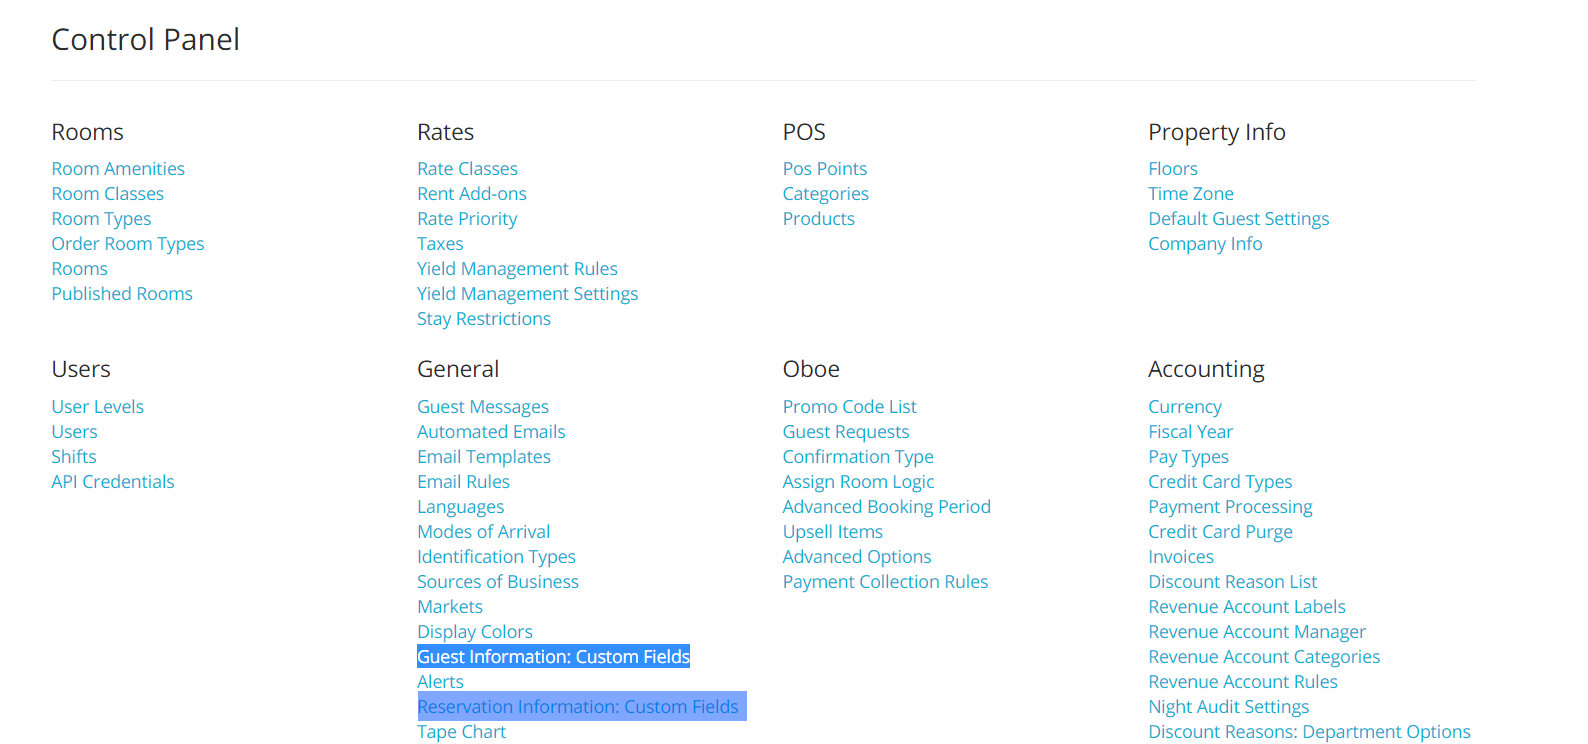 Control Panel
Rooms
Room Amenities
Room Classes
Room Types
Order Room Types
Rooms
Published Rooms
Rates
Rate Classes
Rent Add-ons
Rate Priority
Taxes
Yield Management Rules
Yield Management Settings
Stay Restrictions
POS
Pos Points
Categories
Products
Property Info
Floors
Time Zone
Default Guest Settings
Company Info
Users
User Levels
Users
Shifts
API Credentials
General
Guest Messages
Automated Emails
Email Templates
Email Rules
Languages
Modes of Arrival
Identification Types
Sources of Business
Markets
Display Colors
Guest Information: Custom Fields
Alerts
Reservation Information: Custom Fields
Tape Chart
Oboe
Promo Code List
Guest Requests
Confirmation Type
Assign Room Logic
Advanced Booking Period
Upsell Items
Advanced Options
Payment Collection Rules
Accounting
Currency
Fiscal Year
Pay Types
Credit Card Types
Payment Processing
Credit Card Purge
Invoices
Discount Reason List
Revenue Account Labels
Revenue Account Manager
Revenue Account Categories
Revenue Account Rules
Night Audit Settings
Discount Reasons: Department Options